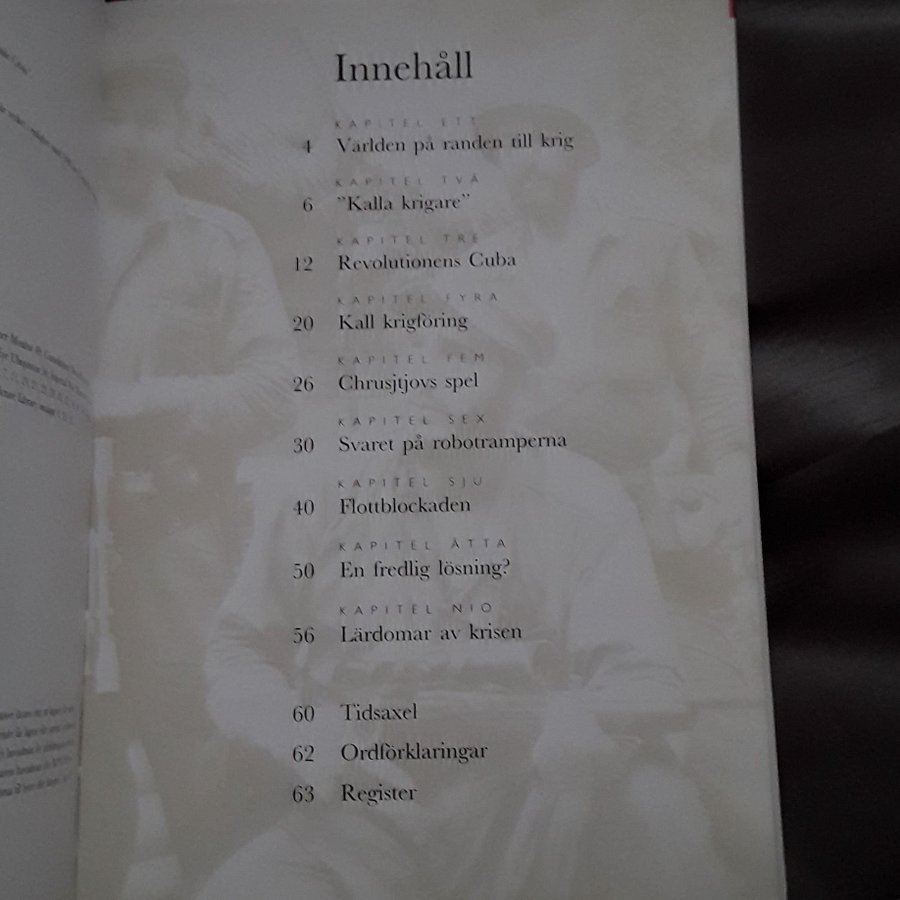 Innehåll
KAPITEL ETT
4 Världen på randen till krig
KAPITEL TVÅ
6 ”Kalla krigare”
KAPITEL TRE
12 Revolutionens Cuba
KAPITEL FYRA
20 Kall krigföring
KAPITEL FEM
26 Chrusjtjovs spel
KAPITEL SEX
30 Svaret på robotramperna
KAPITEL SJU
40 Flottblockaden
KAPITEL ÅTTA
50 En fredlig lösning?
KAPITEL NIO
56 Lärdomar av krisen
60 Tidsaxel
62 Ordförklaringar
63 Register